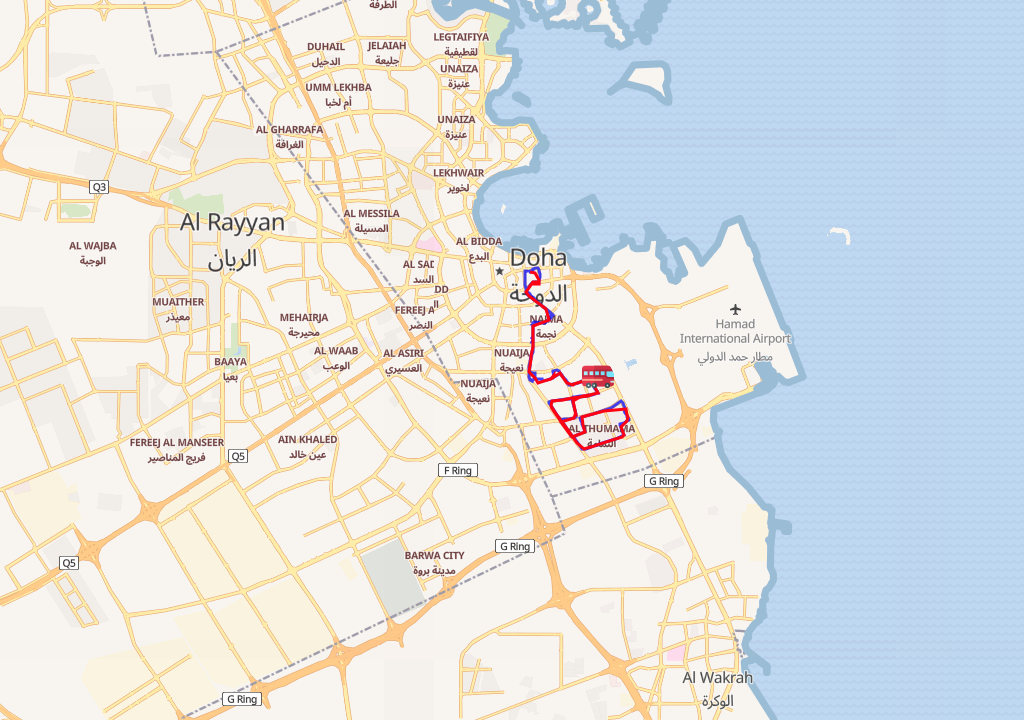 الطرفة
LEGTAIFIYA
لقطيفية
DUHAIL
الدحيل
JELAIAH
جليعة
UNAIZA
عنيزة
UMM LEKHBA
أم لخبا
UNAIZA
عنيزة
AL GHARRAFA
الغرافة
LEKHWAIR
لخوير
Q3
AL MESSILA
المسيلة
Al Rayyan
الريان
AL WAJBA
الوجبة
AL BIDDA
البدع
Doha
الدوحة
AL SAD
السد
DD
MUAITHER
معيذر
FEREEJ A
النصر
MEHAIRJA
محيرجة
NAJMA
نجمة
Hamad
International Airport
مطار حمد الدولي
AL WAAB
الوعب
AL ASIRI
العسيري
NUAIJA
نعيجة
BAAYA
بعيا
NUAIJA
نعيجة
AL THUMAMA
الثمامة
FEREEJ AL MANSEER
فريج المناصير
AIN KHALED
عين خالد
Q5
F Ring
G Ring
G Ring
BARWA CITY
مدينة بروة
Q5
Al Wakrah
الوكرة
G Ring